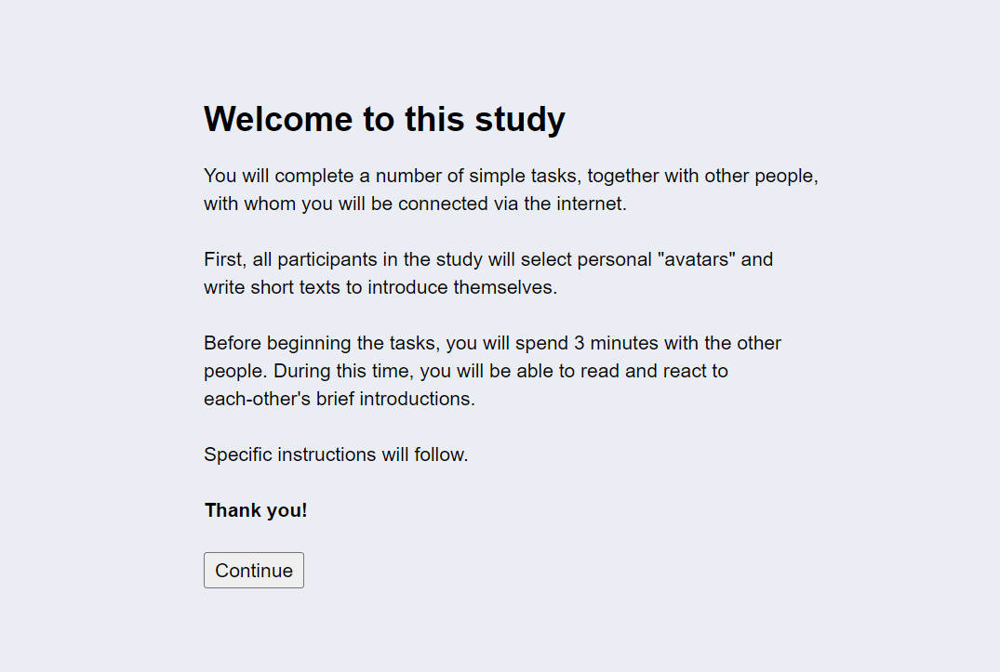 Welcome to this study
You will complete a number of simple tasks, together with other people,
with whom you will be connected via the internet.
First, all participants in the study will select personal "avatars" and
write short texts to introduce themselves.
Before beginning the tasks, you will spend 3 minutes with the other
people. During this time, you will be able to read and react to
each-other's brief introductions.
Specific instructions will follow.
Thank you!
Continue